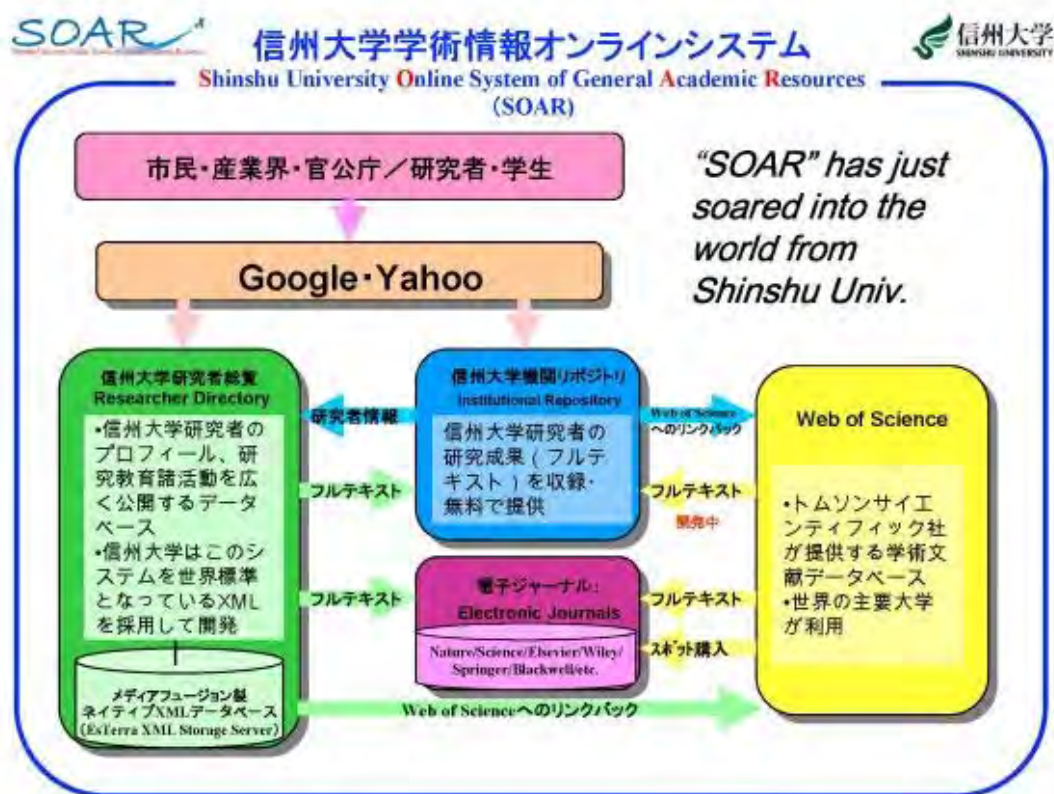 SOAR
信州大学学術情報オンラインシステム
信州大学
SHINSHU UNIVERSITY
Shinshu University Online System of General Academic Resources
(SOAR)
市民・産業界・官公庁／研究者・学生
"SOAR" has just
soared into the
world from
Shinshu Univ.
Google・Yahoo
信州大学研究者総覧
Researcher Directory
・信州大学研究者の
プロフィール、研
究教育諸活動を広
く公開するデータ
ベース
・信州大学はこのシ
ステムを世界標準
となっているXML
を採用して開発
メディアフュージョン製
ネイティブXMLデータベース
(EsTerra XML Storage Server)
研究者情報
フルテキスト
フルテキスト
信州大学機関リポジトリ
Institutional Repository
信州大学研究者の
研究成果(フルテ
キスト)を収録・
無料で提供
電子ジャーナル:
Electronic Journals
Nature/Science/Elsevier/Wiley/
Springer/Blackwell/etc.
Web of Science
へのリンクバック
フルテキスト
開発中
フルテキスト
スポット購入
Web of Scienceへのリンクバック
Web of Science
・トムソンサイエ
ンティフィック社
が提供する学術文
献データベース
・世界の主要大学
が利用